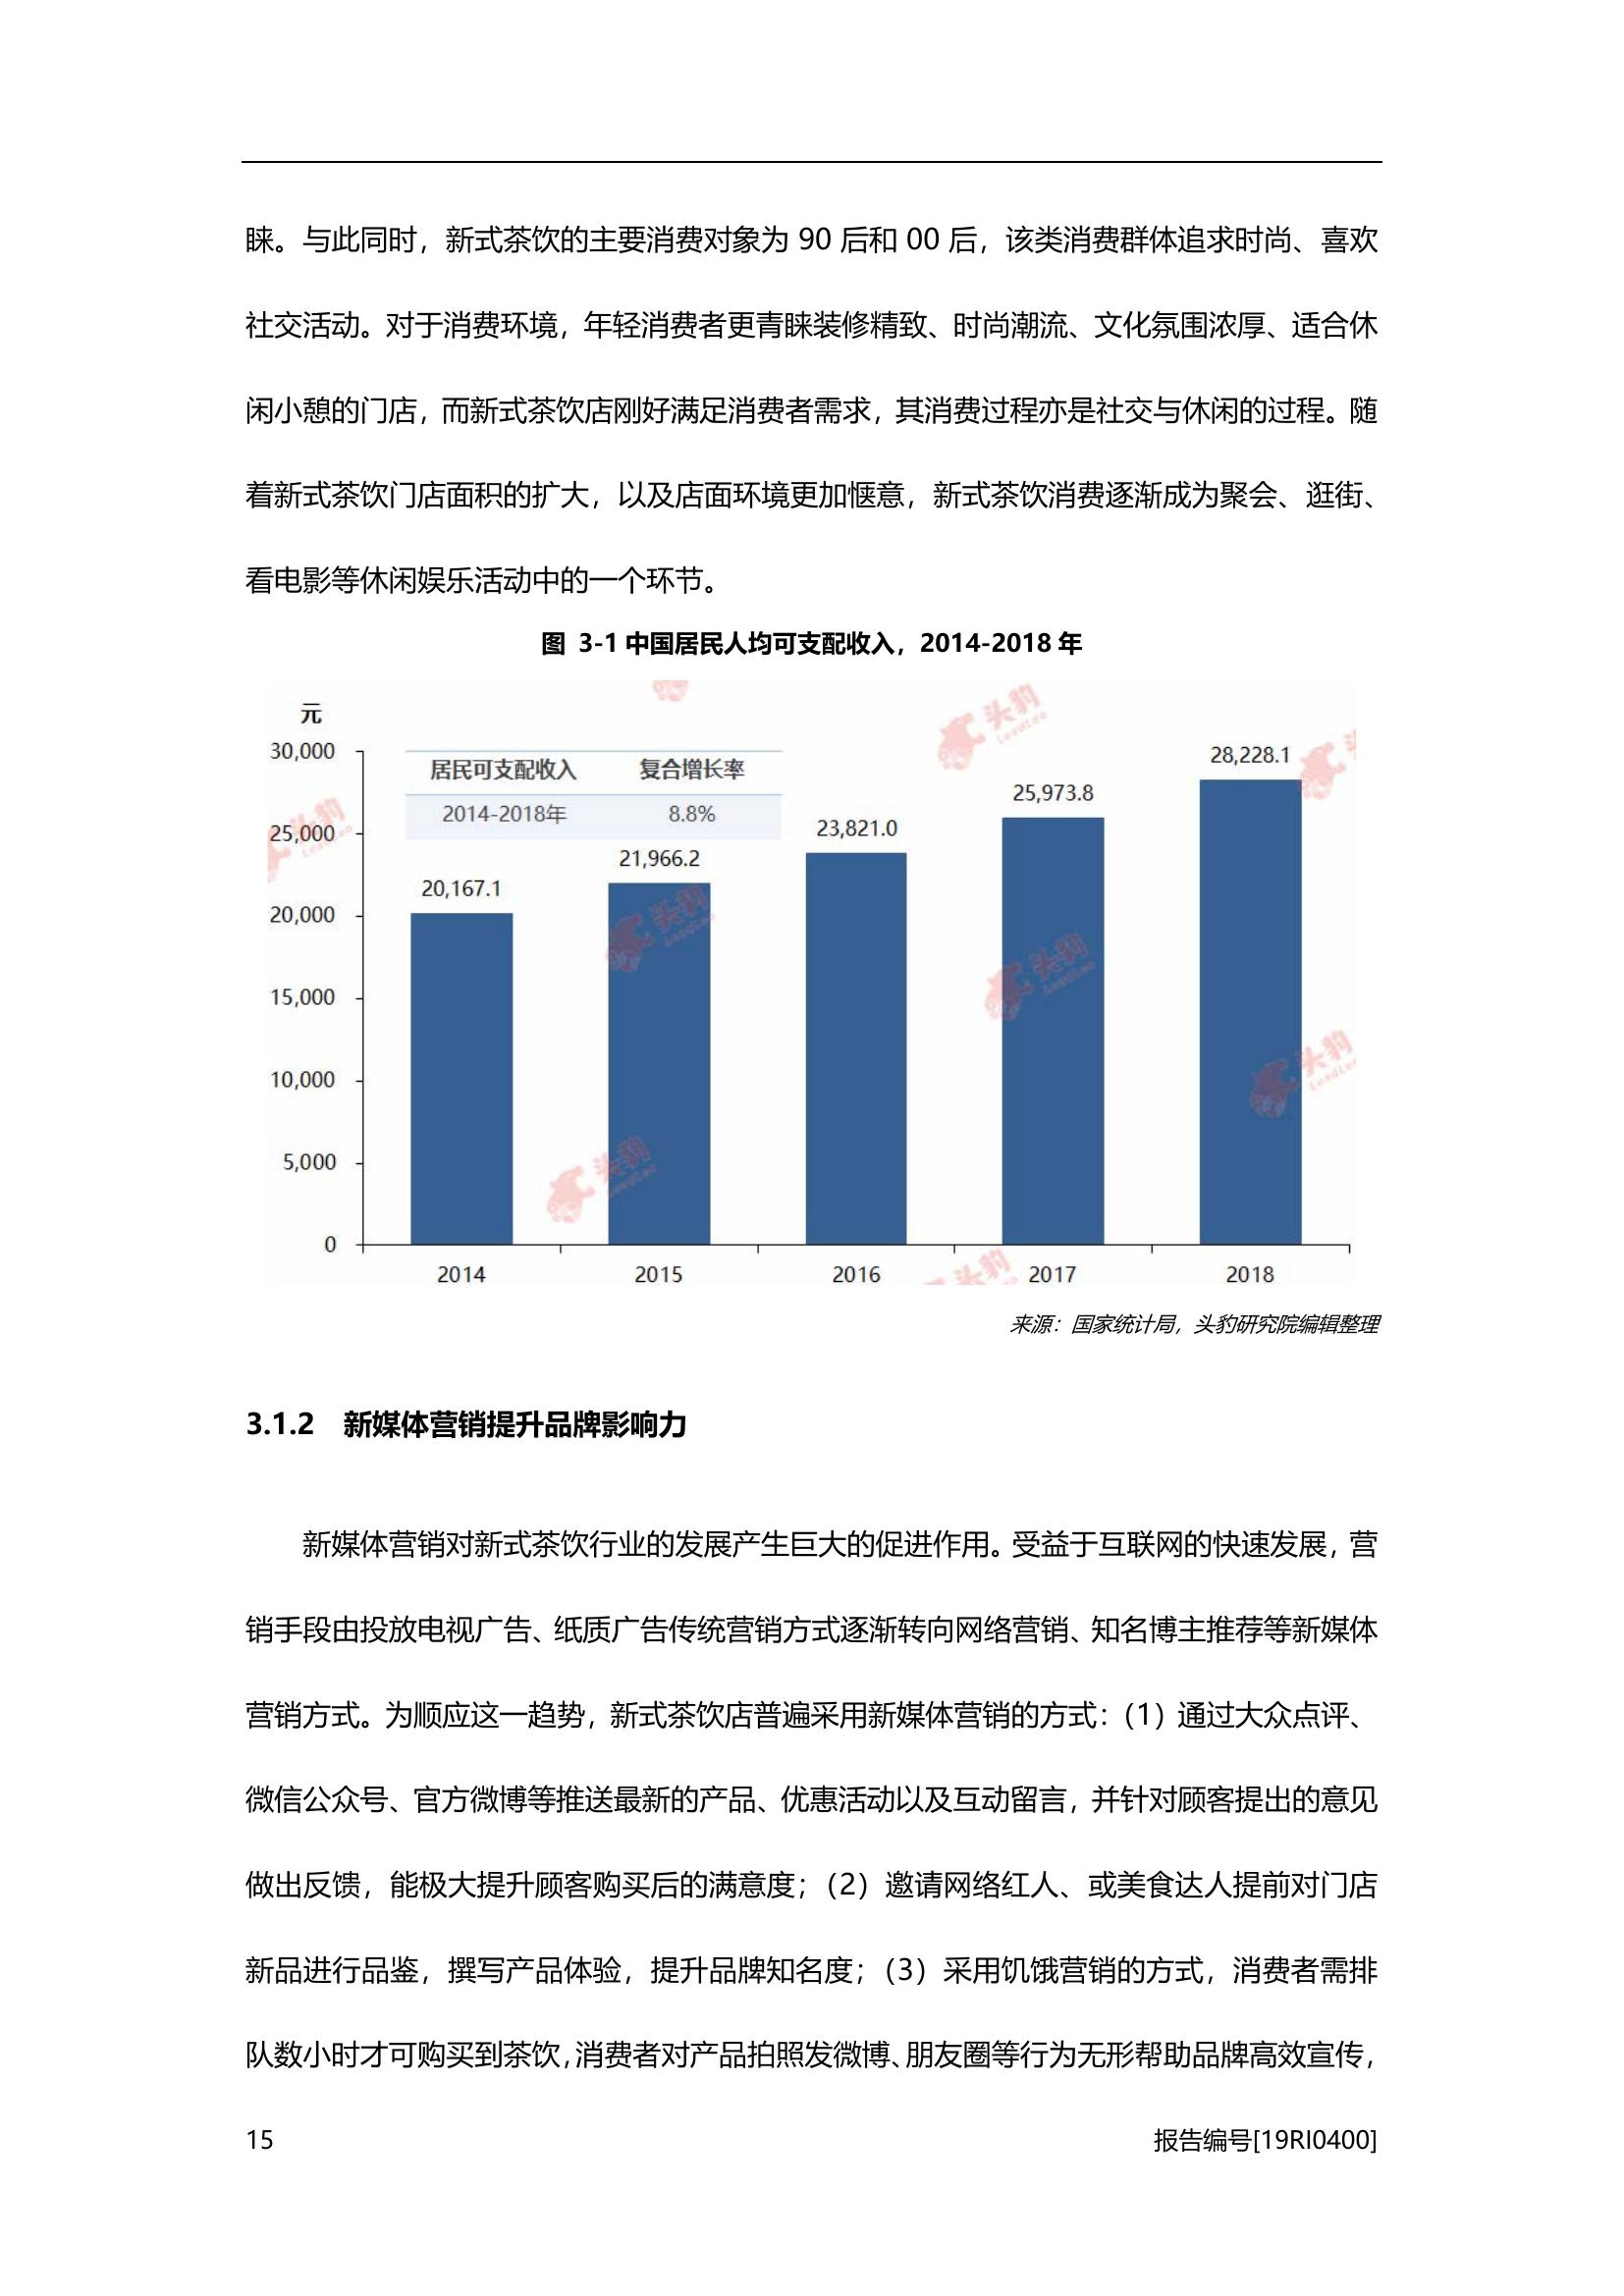 睐。与此同时，新式茶饮的主要消费对象为 90 后和 00 后，该类消费群体追求时尚、喜欢
社交活动。对于消费环境，年轻消费者更青睐装修精致、时尚潮流、文化氛围浓厚、适合休
闲小憩的门店，而新式茶饮店刚好满足消费者需求，其消费过程亦是社交与休闲的过程。随
着新式茶饮门店面积的扩大，以及店面环境更加惬意，新式茶饮消费逐渐成为聚会、逛街、
看电影等休闲娱乐活动中的一个环节。
图 3-1 中国居民人均可支配收入，2014-2018 年
元
30,000
25,000
20,000
15,000
10,000
5,000
0
居民可支配收入 复合增长率
2014-2018年 8.8%
20,167.1
21,966.2
23,821.0
25,973.8
28,228.1
2014 2015 2016 2017 2018
头豹
LeadLeo
头豹
LeadLeo
头豹
LeadLeo
头豹
LeadLeo
头豹
LeadLeo
头豹
LeadLeo
头豹
来源：国家统计局，头豹研究院编辑整理
3.1.2 新媒体营销提升品牌影响力
新媒体营销对新式茶饮行业的发展产生巨大的促进作用。受益于互联网的快速发展，营
销手段由投放电视广告、纸质广告传统营销方式逐渐转向网络营销、知名博主推荐等新媒体
营销方式。为顺应这一趋势，新式茶饮店普遍采用新媒体营销的方式：（1）通过大众点评、
微信公众号、官方微博等推送最新的产品、优惠活动以及互动留言，并针对顾客提出的意见
做出反馈，能极大提升顾客购买后的满意度；（2）邀请网络红人、或美食达人提前对门店
新品进行品鉴，撰写产品体验，提升品牌知名度；（3）采用饥饿营销的方式，消费者需排
队数小时才可购买到茶饮，消费者对产品拍照发微博、朋友圈等行为无形帮助品牌高效宣传，
15
报告编号[19RI0400]